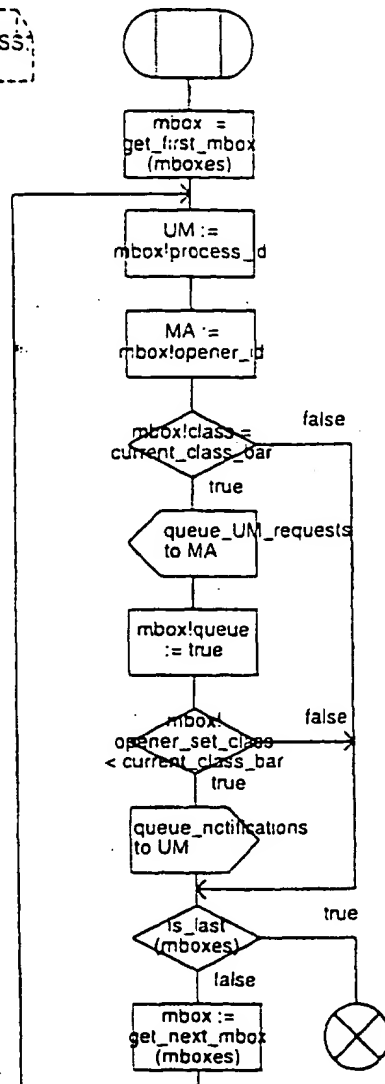 ss:
mbox =
get_first_mbox
(mboxes)
UM :=
mbox!process_d
MA :=
mbox!opener_id
mbox!class =
current_class_bar
false
true
queue_UM_requests
to MA
mbox!queue
:= true
mbox!
opener_set_class
< current_class_bar
false
true
queue_notifications
to UM
is_last
(mboxes)
true
false
mbox :=
get_next_mbox
(mboxes)